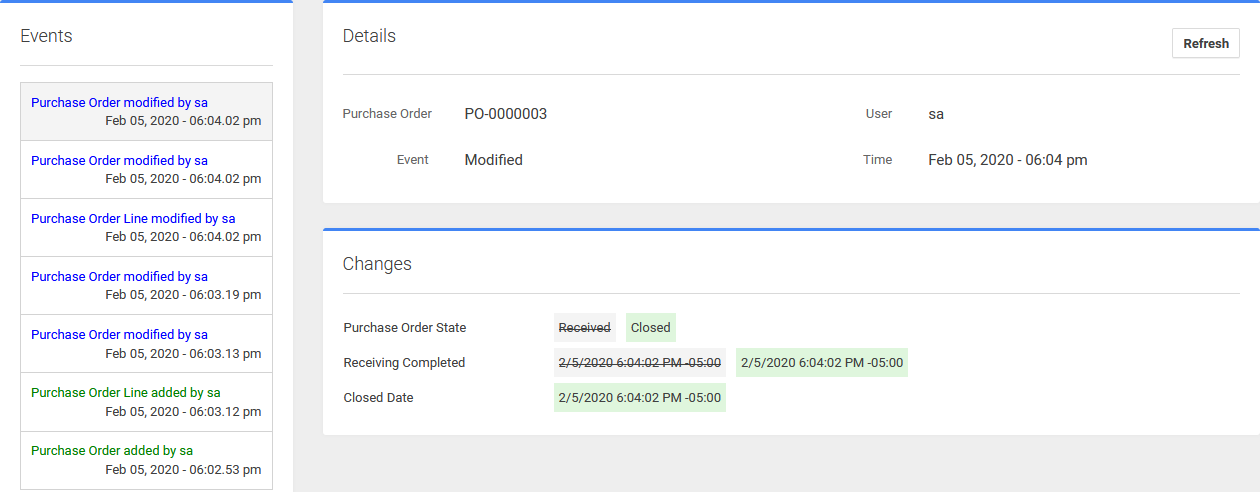 Events
Purchase Order modified by sa
Feb 05, 2020 - 06:04.02 pm
Purchase Order modified by sa
Feb 05, 2020 - 06:04.02 pm
Purchase Order Line modified by sa
Feb 05, 2020 - 06:04.02 pm
Purchase Order modified by sa
Feb 05, 2020 - 06:03.19 pm
Purchase Order modified by sa
Feb 05, 2020 - 06:03.13 pm
Purchase Order Line added by sa
Feb 05, 2020 - 06:03.12 pm
Purchase Order added by sa
Feb 05, 2020 - 06:02.53 pm
Details
Refresh
Purchase Order PO-0000003 User sa
Event Modified Time Feb 05, 2020 - 06:04 pm
Changes
Purchase Order State Received Closed
Receiving Completed 2/5/2020 6:04:02 PM -05:00 2/5/2020 6:04:02 PM -05:00
Closed Date 2/5/2020 6:04:02 PM -05:00